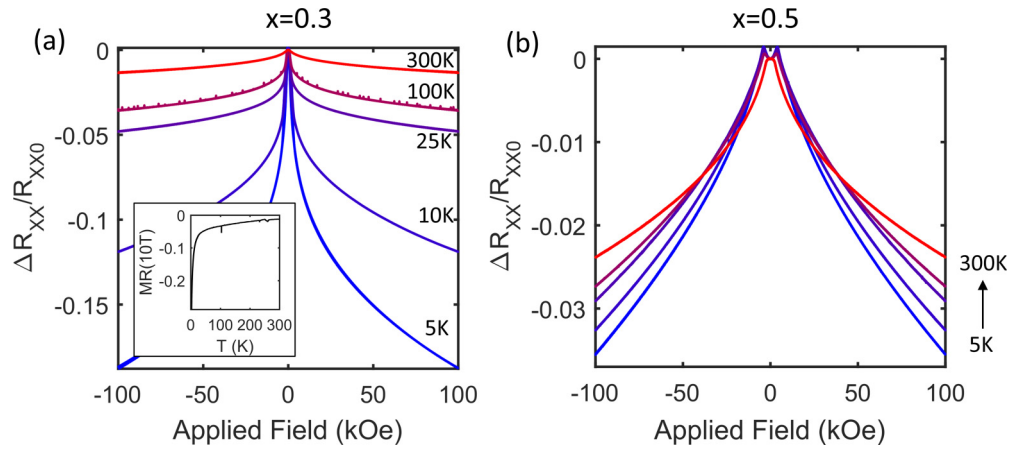 x=0.3
(a)
0
-0.05
-0.1
-0.15
ΔR_XX/R_XX0
300K
100K
25K
10K
5K
-100 -50 0 50 100
Applied Field (kOe)
MR(10T)
0
-0.1
-0.2
0 100 200 300
T (K)
x=0.5
(b)
0
-0.01
-0.02
-0.03
ΔR_XX/R_XX0
300K
5K
-100 -50 0 50 100
Applied Field (kOe)